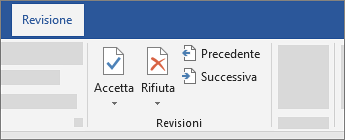 Revisione
Precedente
Successiva
Accetta
Rifiuta
Revisioni